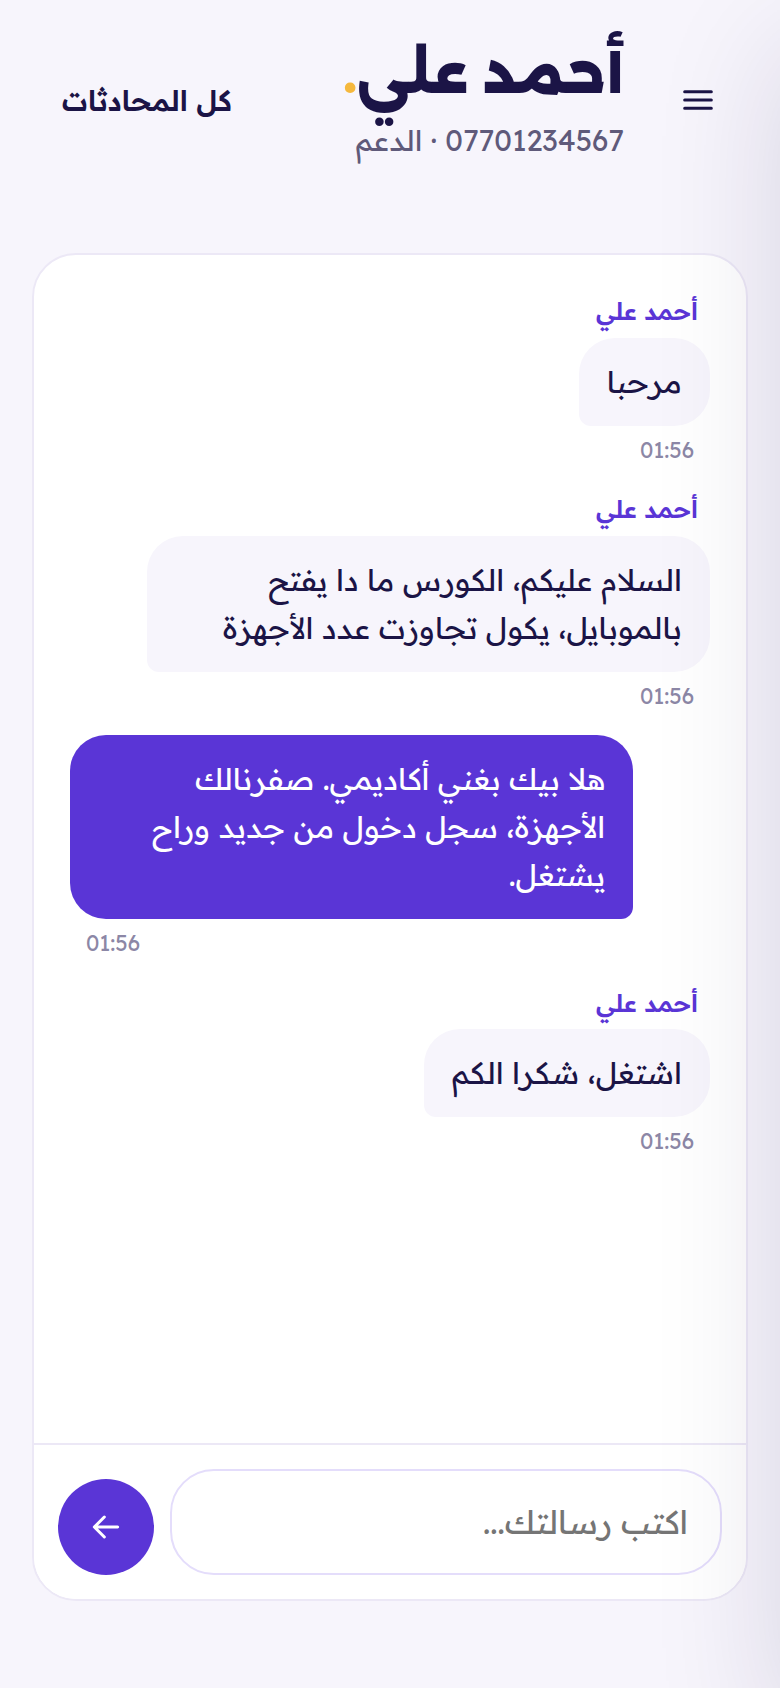 أحمد علي.
07701234567 · الدعم
كل المحادثات
أحمد علي
مرحبا
01:56
أحمد علي
السلام عليكم، الكورس ما دا يفتح
بالموبايل، يكول تجاوزت عدد الأجهزة
01:56
هلا بيك بغني أكاديمي. صفرنالك
الأجهزة، سجل دخول من جديد وراح
يشتغل.
01:56
أحمد علي
اشتغل، شكرا الكم
01:56
اكتب رسالتك...